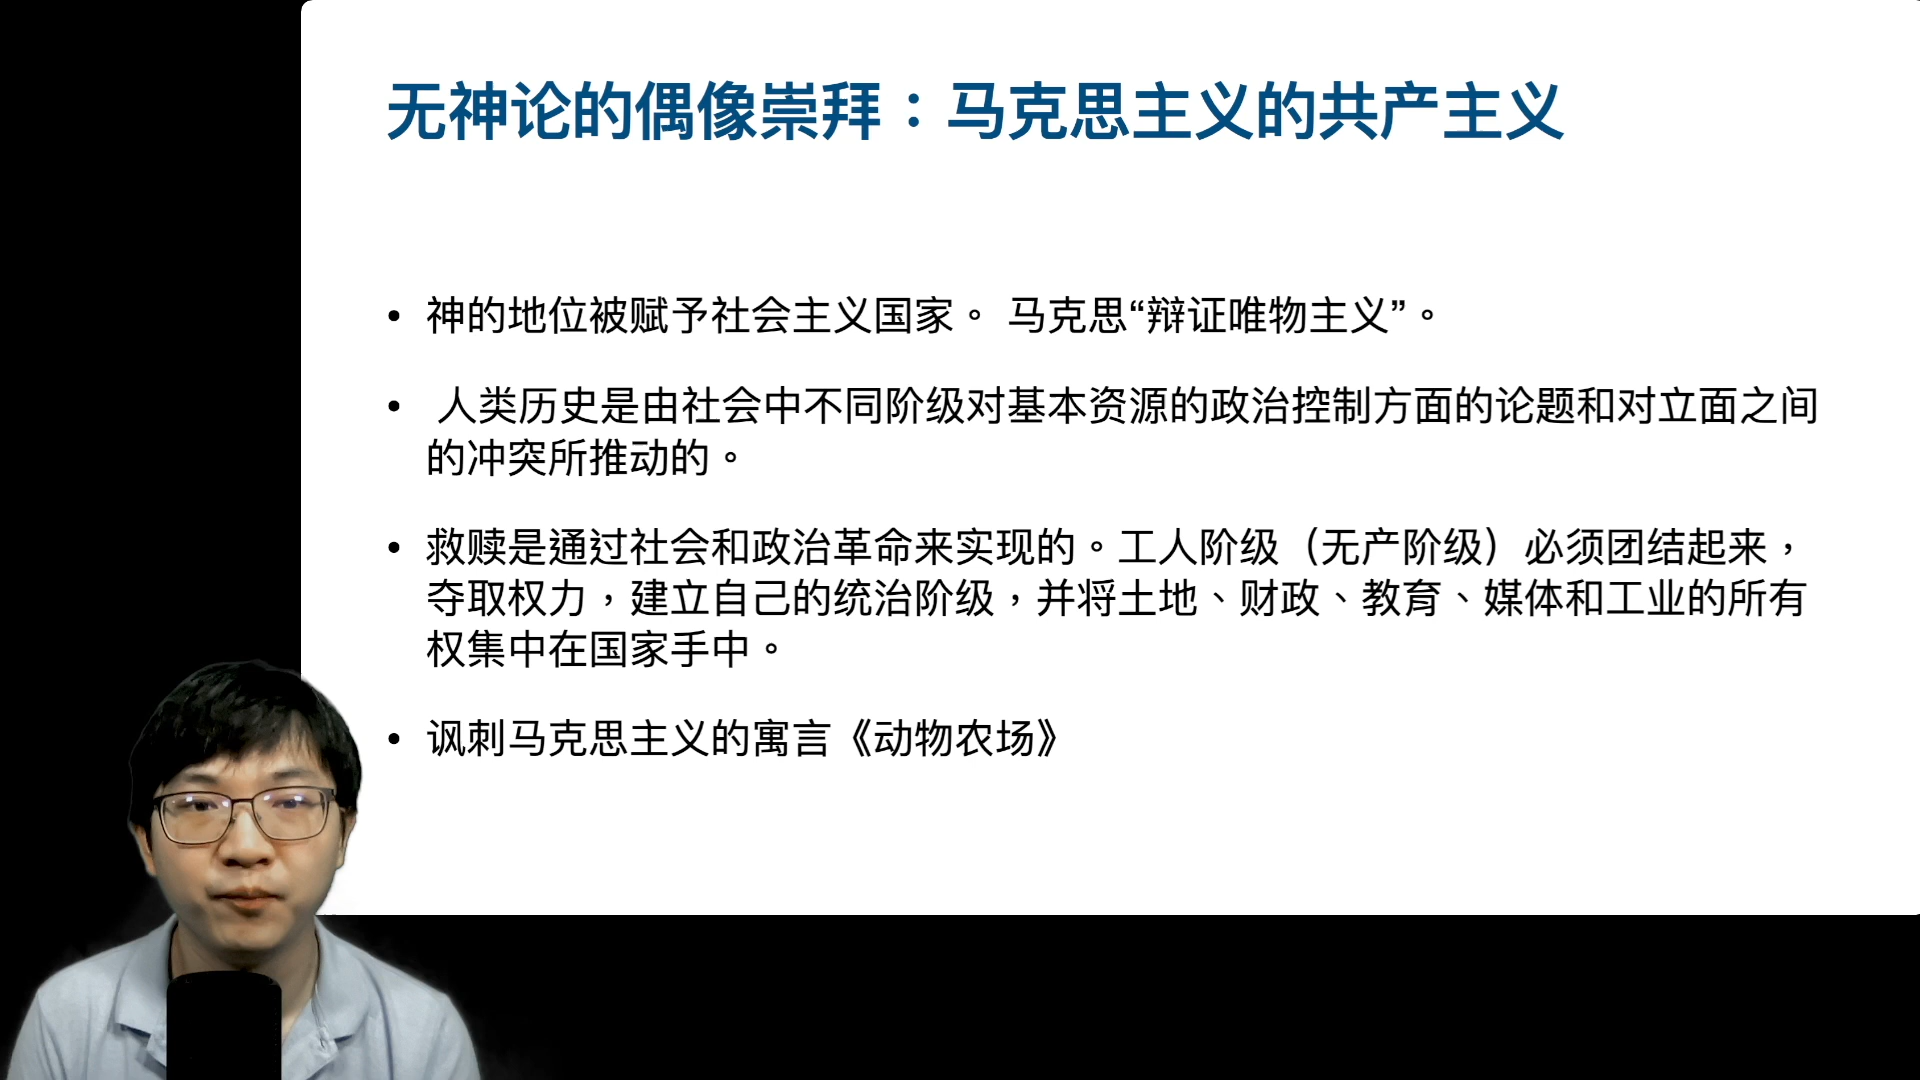 无神论的偶像崇拜：马克思主义的共产主义
• 神的地位被赋予社会主义国家。 马克思“辩证唯物主义”。
• 人类历史是由社会中不同阶级对基本资源的政治控制方面的论题和对立面之间
的冲突所推动的。
• 救赎是通过社会和政治革命来实现的。工人阶级（无产阶级）必须团结起来，
夺取权力，建立自己的统治阶级，并将土地、财政、教育、媒体和工业的所有
权集中在国家手中。
• 讽刺马克思主义的寓言《动物农场》